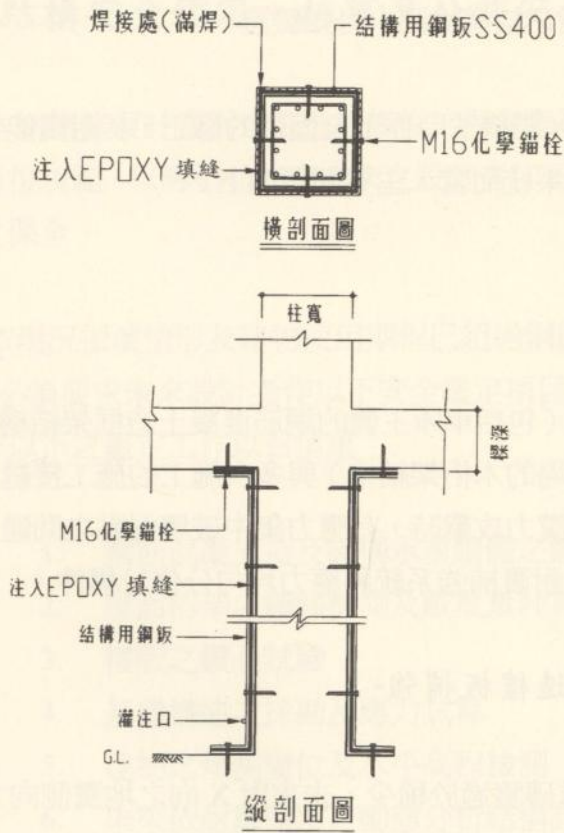 焊接處(滿焊)
結構用鋼鈑SS400
M16化學錨栓
注入EPOXY 填縫
橫剖面圖
柱寬
樑深
M16化學錨栓
注入EPOXY 填縫
結構用鋼鈑
灌注口
G.L.
縱剖面圖